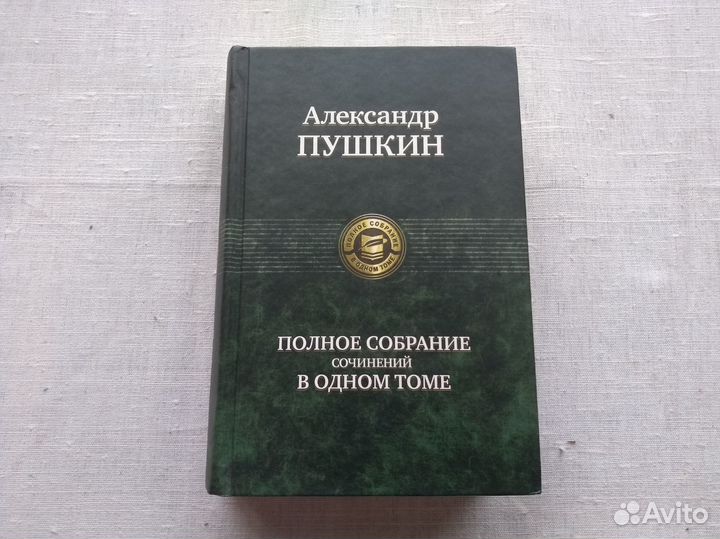 Александр
ПУШКИН
ПОЛНОЕ СОБРАНИЕ
В ОДНОМ ТОМЕ
ПОЛНОЕ СОБРАНИЕ
СОЧИНЕНИЙ
В ОДНОМ ТОМЕ
Avito